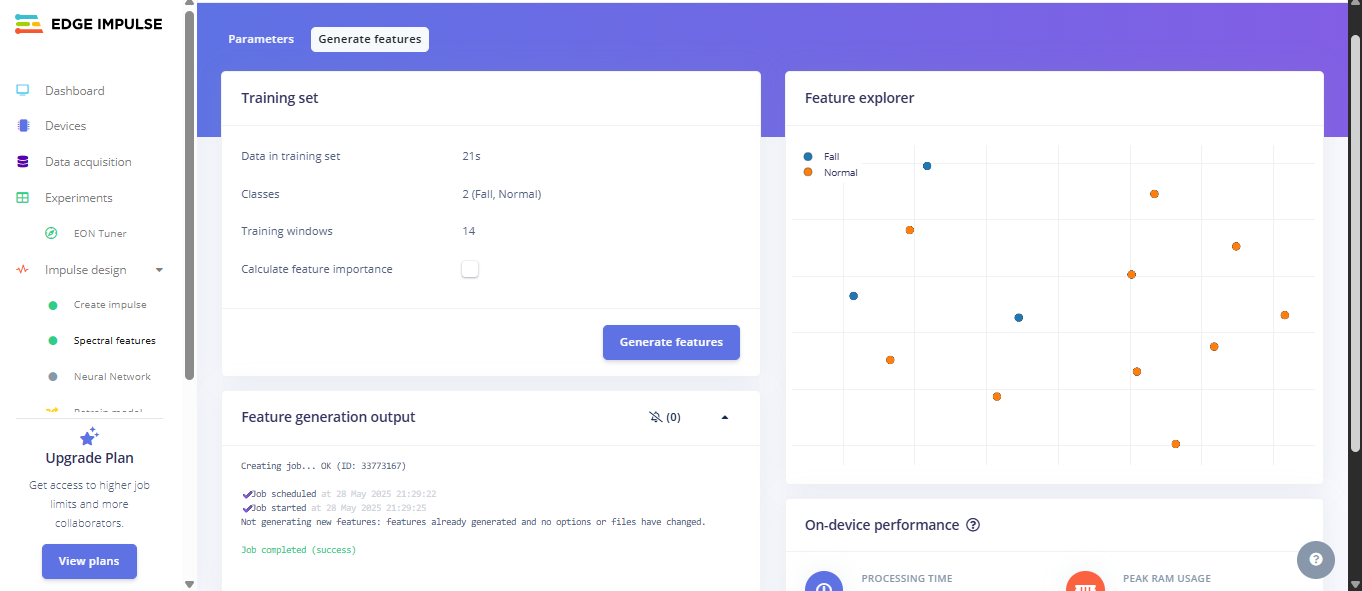 EDGE IMPULSE
Dashboard
Devices
Data acquisition
Experiments
EON Tuner
Impulse design
Create impulse
Spectral features
Neural Network
Retrain model
Upgrade Plan
Get access to higher job
limits and more
collaborators.
View plans
Parameters
Generate features
Training set
Data in training set 21s
Classes 2 (Fall, Normal)
Training windows 14
Calculate feature importance
Generate features
Feature generation output (0)
Creating job... OK (ID: 33773167)
Job scheduled at 28 May 2025 21:29:22
Job started at 28 May 2025 21:29:25
Not generating new features: features already generated and no options or files have changed.
Job completed (success)
Feature explorer
Fall
Normal
On-device performance ?
PROCESSING TIME
PEAK RAM USAGE
?